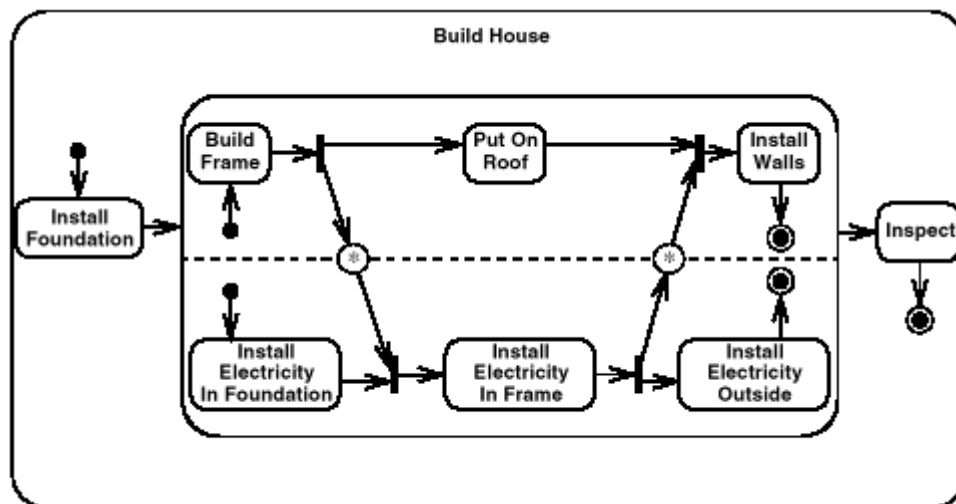 Build House
Build
Frame
Put On
Roof
Install
Walls
Install
Foundation
Inspect
*
*
Install
Electricity
In Foundation
Install
Electricity
In Frame
Install
Electricity
Outside